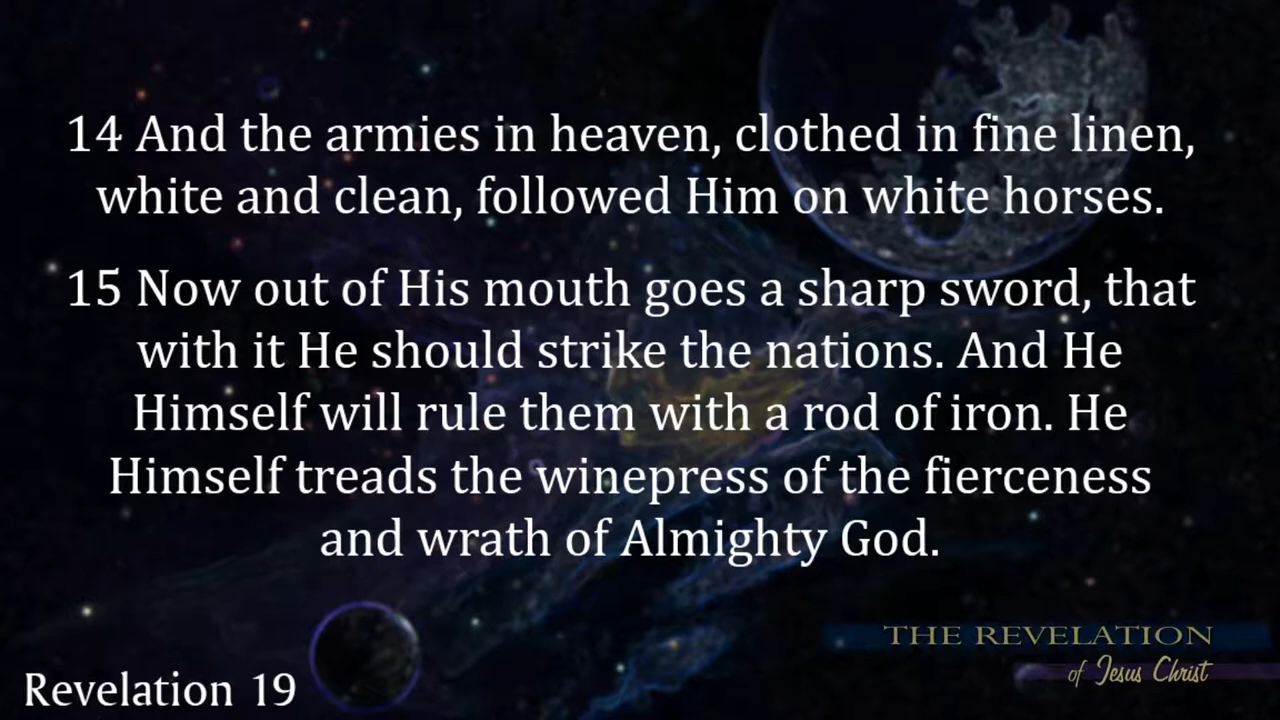 14 And the armies in heaven, clothed in fine linen,
white and clean, followed Him on white horses.
15 Now out of His mouth goes a sharp sword, that
with it He should strike the nations. And He
Himself will rule them with a rod of iron. He
Himself treads the winepress of the fierceness
and wrath of Almighty God.
THE REVELATION
of Jesus Christ
Revelation 19